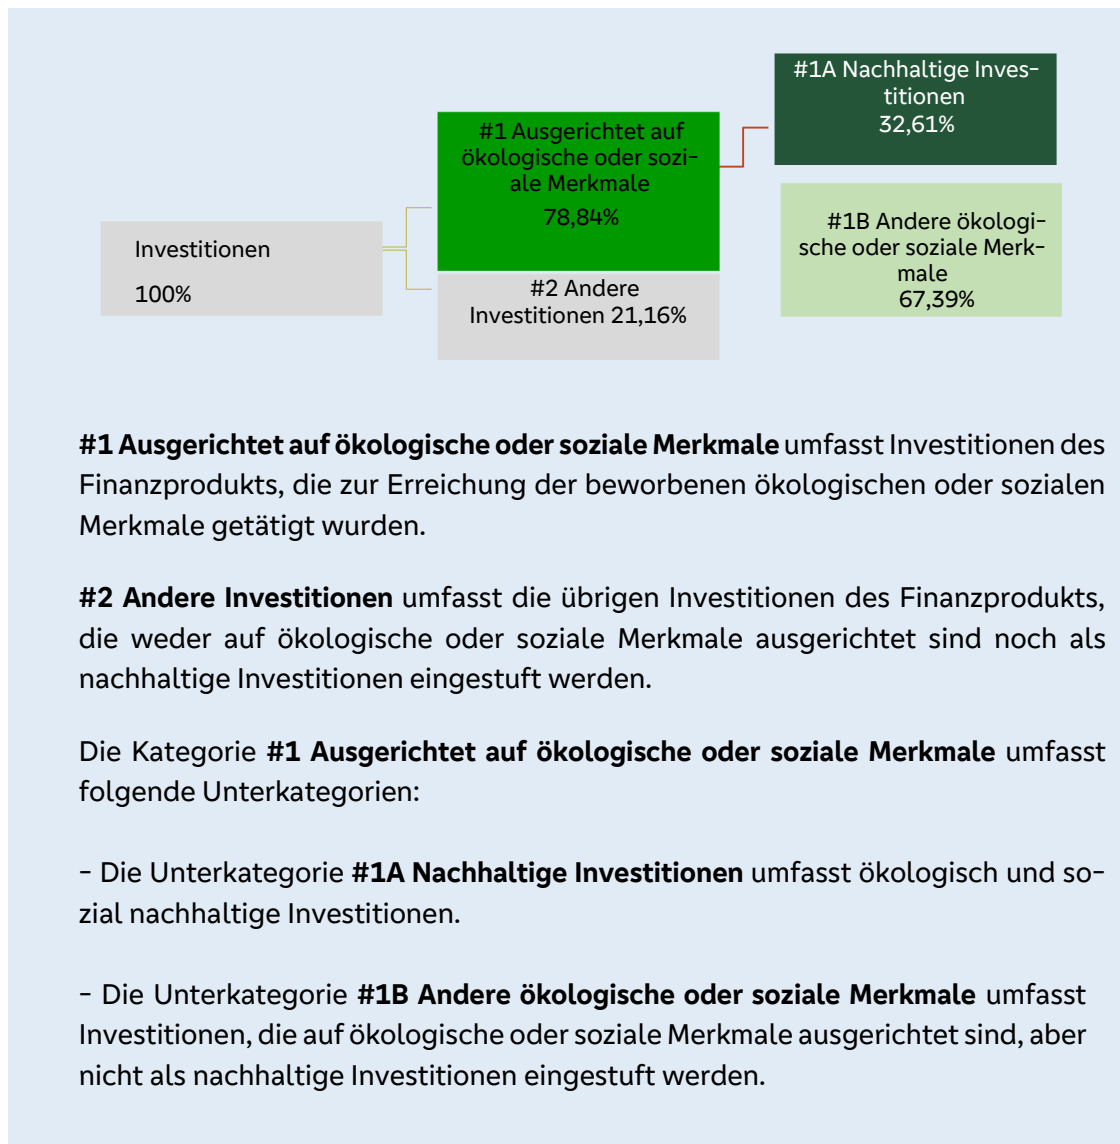 Investitionen
100%
#1 Ausgerichtet auf
ökologische oder sozi-
ale Merkmale
78,84%
#2 Andere
Investitionen 21,16%
#1A Nachhaltige Inves-
titionen
32,61%
#1B Andere ökologi-
sche oder soziale Merk-
male
67,39%
#1 Ausgerichtet auf ökologische oder soziale Merkmale umfasst Investitionen des
Finanzprodukts, die zur Erreichung der beworbenen ökologischen oder sozialen
Merkmale getätigt wurden.
#2 Andere Investitionen umfasst die übrigen Investitionen des Finanzprodukts,
die weder auf ökologische oder soziale Merkmale ausgerichtet sind noch als
nachhaltige Investitionen eingestuft werden.
Die Kategorie #1 Ausgerichtet auf ökologische oder soziale Merkmale umfasst
folgende Unterkategorien:
- Die Unterkategorie #1A Nachhaltige Investitionen umfasst ökologisch und so-
zial nachhaltige Investitionen.
- Die Unterkategorie #1B Andere ökologische oder soziale Merkmale umfasst
Investitionen, die auf ökologische oder soziale Merkmale ausgerichtet sind, aber
nicht als nachhaltige Investitionen eingestuft werden.